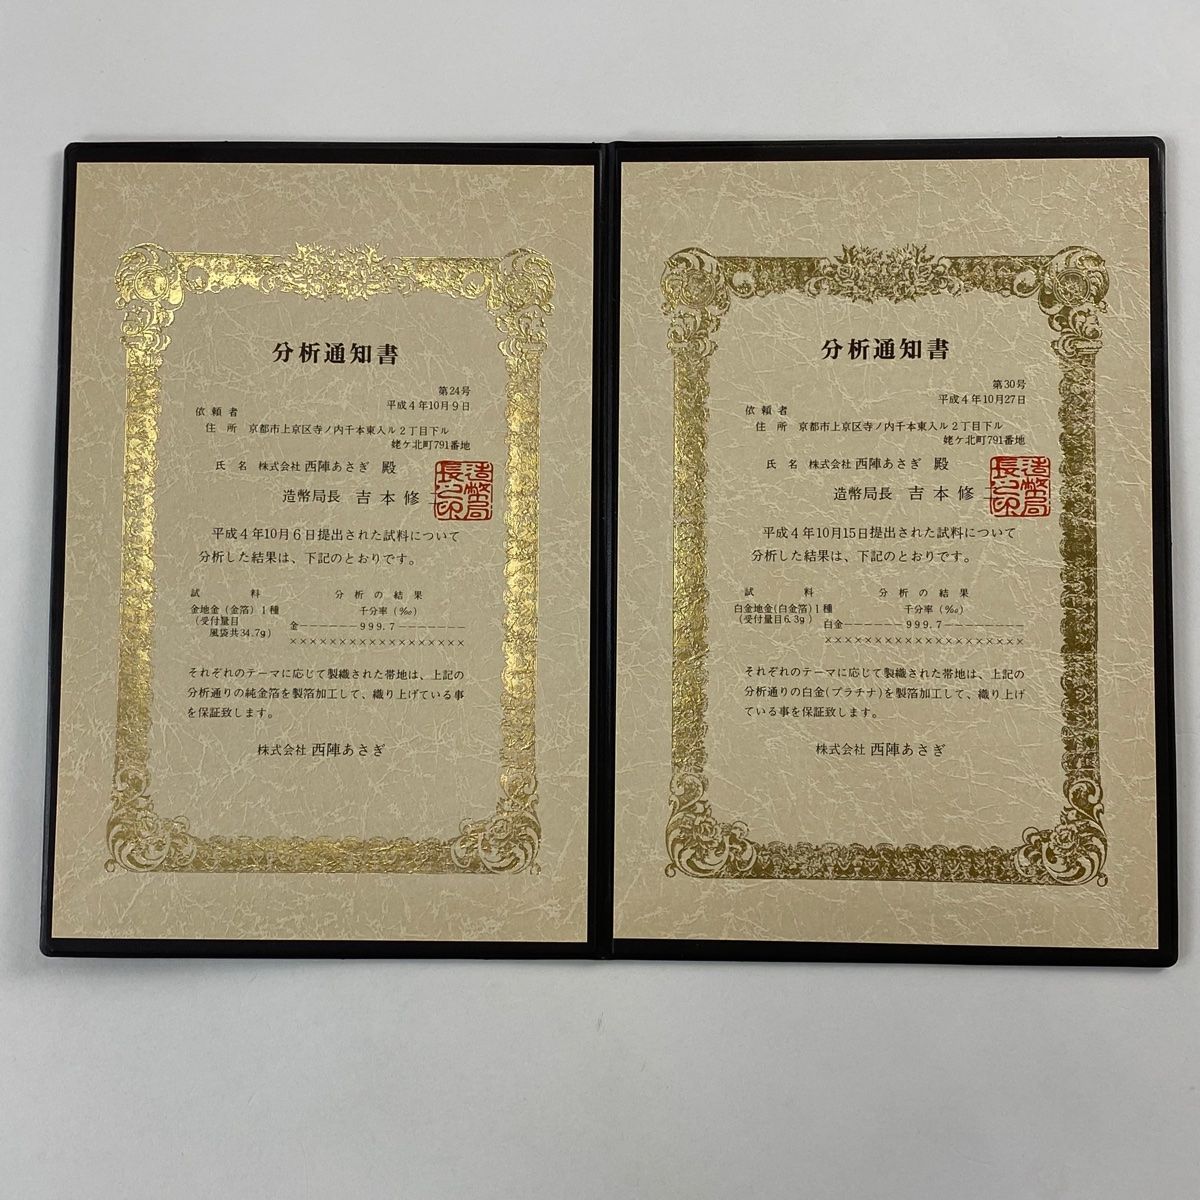 分析通知書
第24号
平成4年10月9日
依頼者
住所 京都市上京区寺ノ内千本東入ル2丁目下ル
姥ケ北町791番地
氏名 株式会社 西陣あさぎ 殿
造幣局長 吉本修二
造幣局長之印
平成4年10月6日提出された試料について
分析した結果は、下記のとおりです。
試料 分析の結果
金地金(金箔)1種 千分率(‰)
(受付量目
風袋共34.7g) 金------999.7-------
×××××××××××××××××
それぞれのテーマに応じて製織された帯地は、上記の
分析通りの純金箔を製箔加工して、織り上げている事
を保証致します。
株式会社 西陣あさぎ
分析通知書
第30号
平成4年10月27日
依頼者
住所 京都市上京区寺ノ内千本東入ル2丁目下ル
姥ケ北町791番地
氏名 株式会社 西陣あさぎ 殿
造幣局長 吉本修二
造幣局長之印
平成4年10月15日提出された試料について
分析した結果は、下記のとおりです。
試料 分析の結果
白金地金(白金箔)1種 千分率(‰)
(受付量目6.3g) 白金------999.7--------
×××××××××××××××××××
それぞれのテーマに応じて製織された帯地は、上記の
分析通りの白金(プラチナ)を製箔加工して、織り上げ
ている事を保証致します。
株式会社 西陣あさぎ